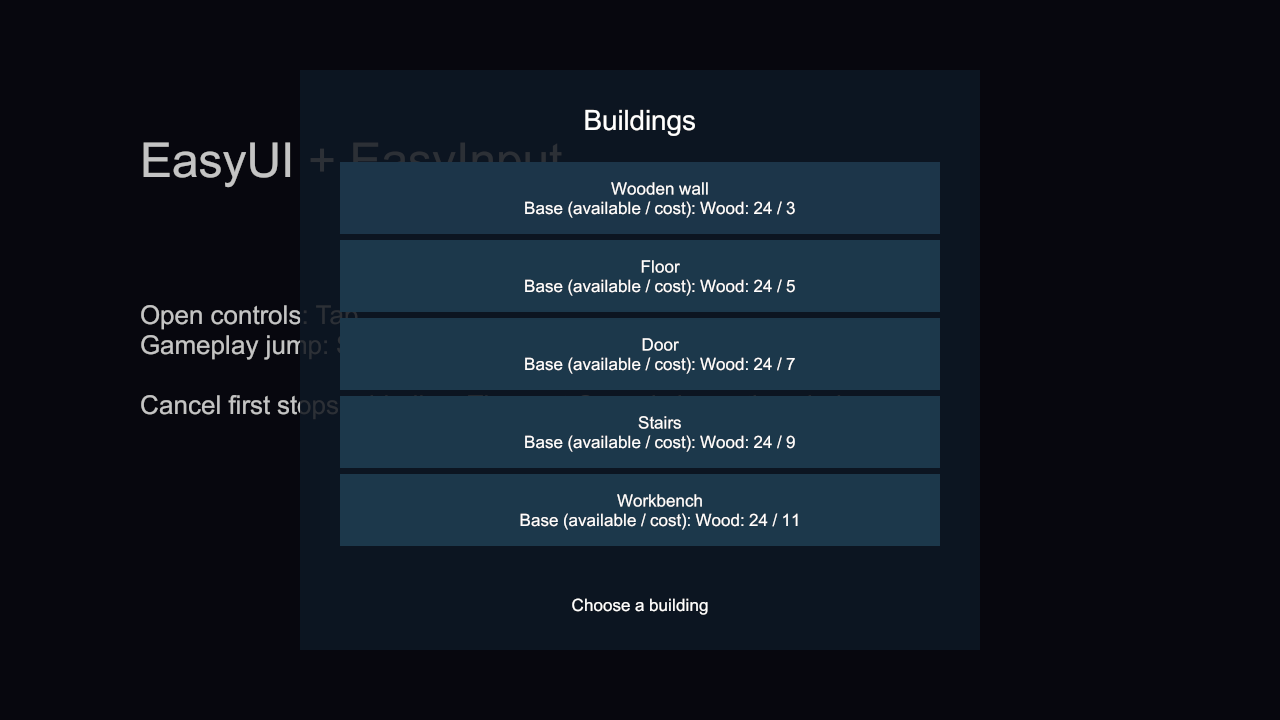 Buildings
EasyUI + EasyInput
Wooden wall
Base (available / cost): Wood: 24 / 3
Floor
Base (available / cost): Wood: 24 / 5
Open controls: Tab
Gameplay jump:
Door
Base (available / cost): Wood: 24 / 7
Cancel first stops
Stairs
Base (available / cost): Wood: 24 / 9
Workbench
Base (available / cost): Wood: 24 / 11
Choose a building